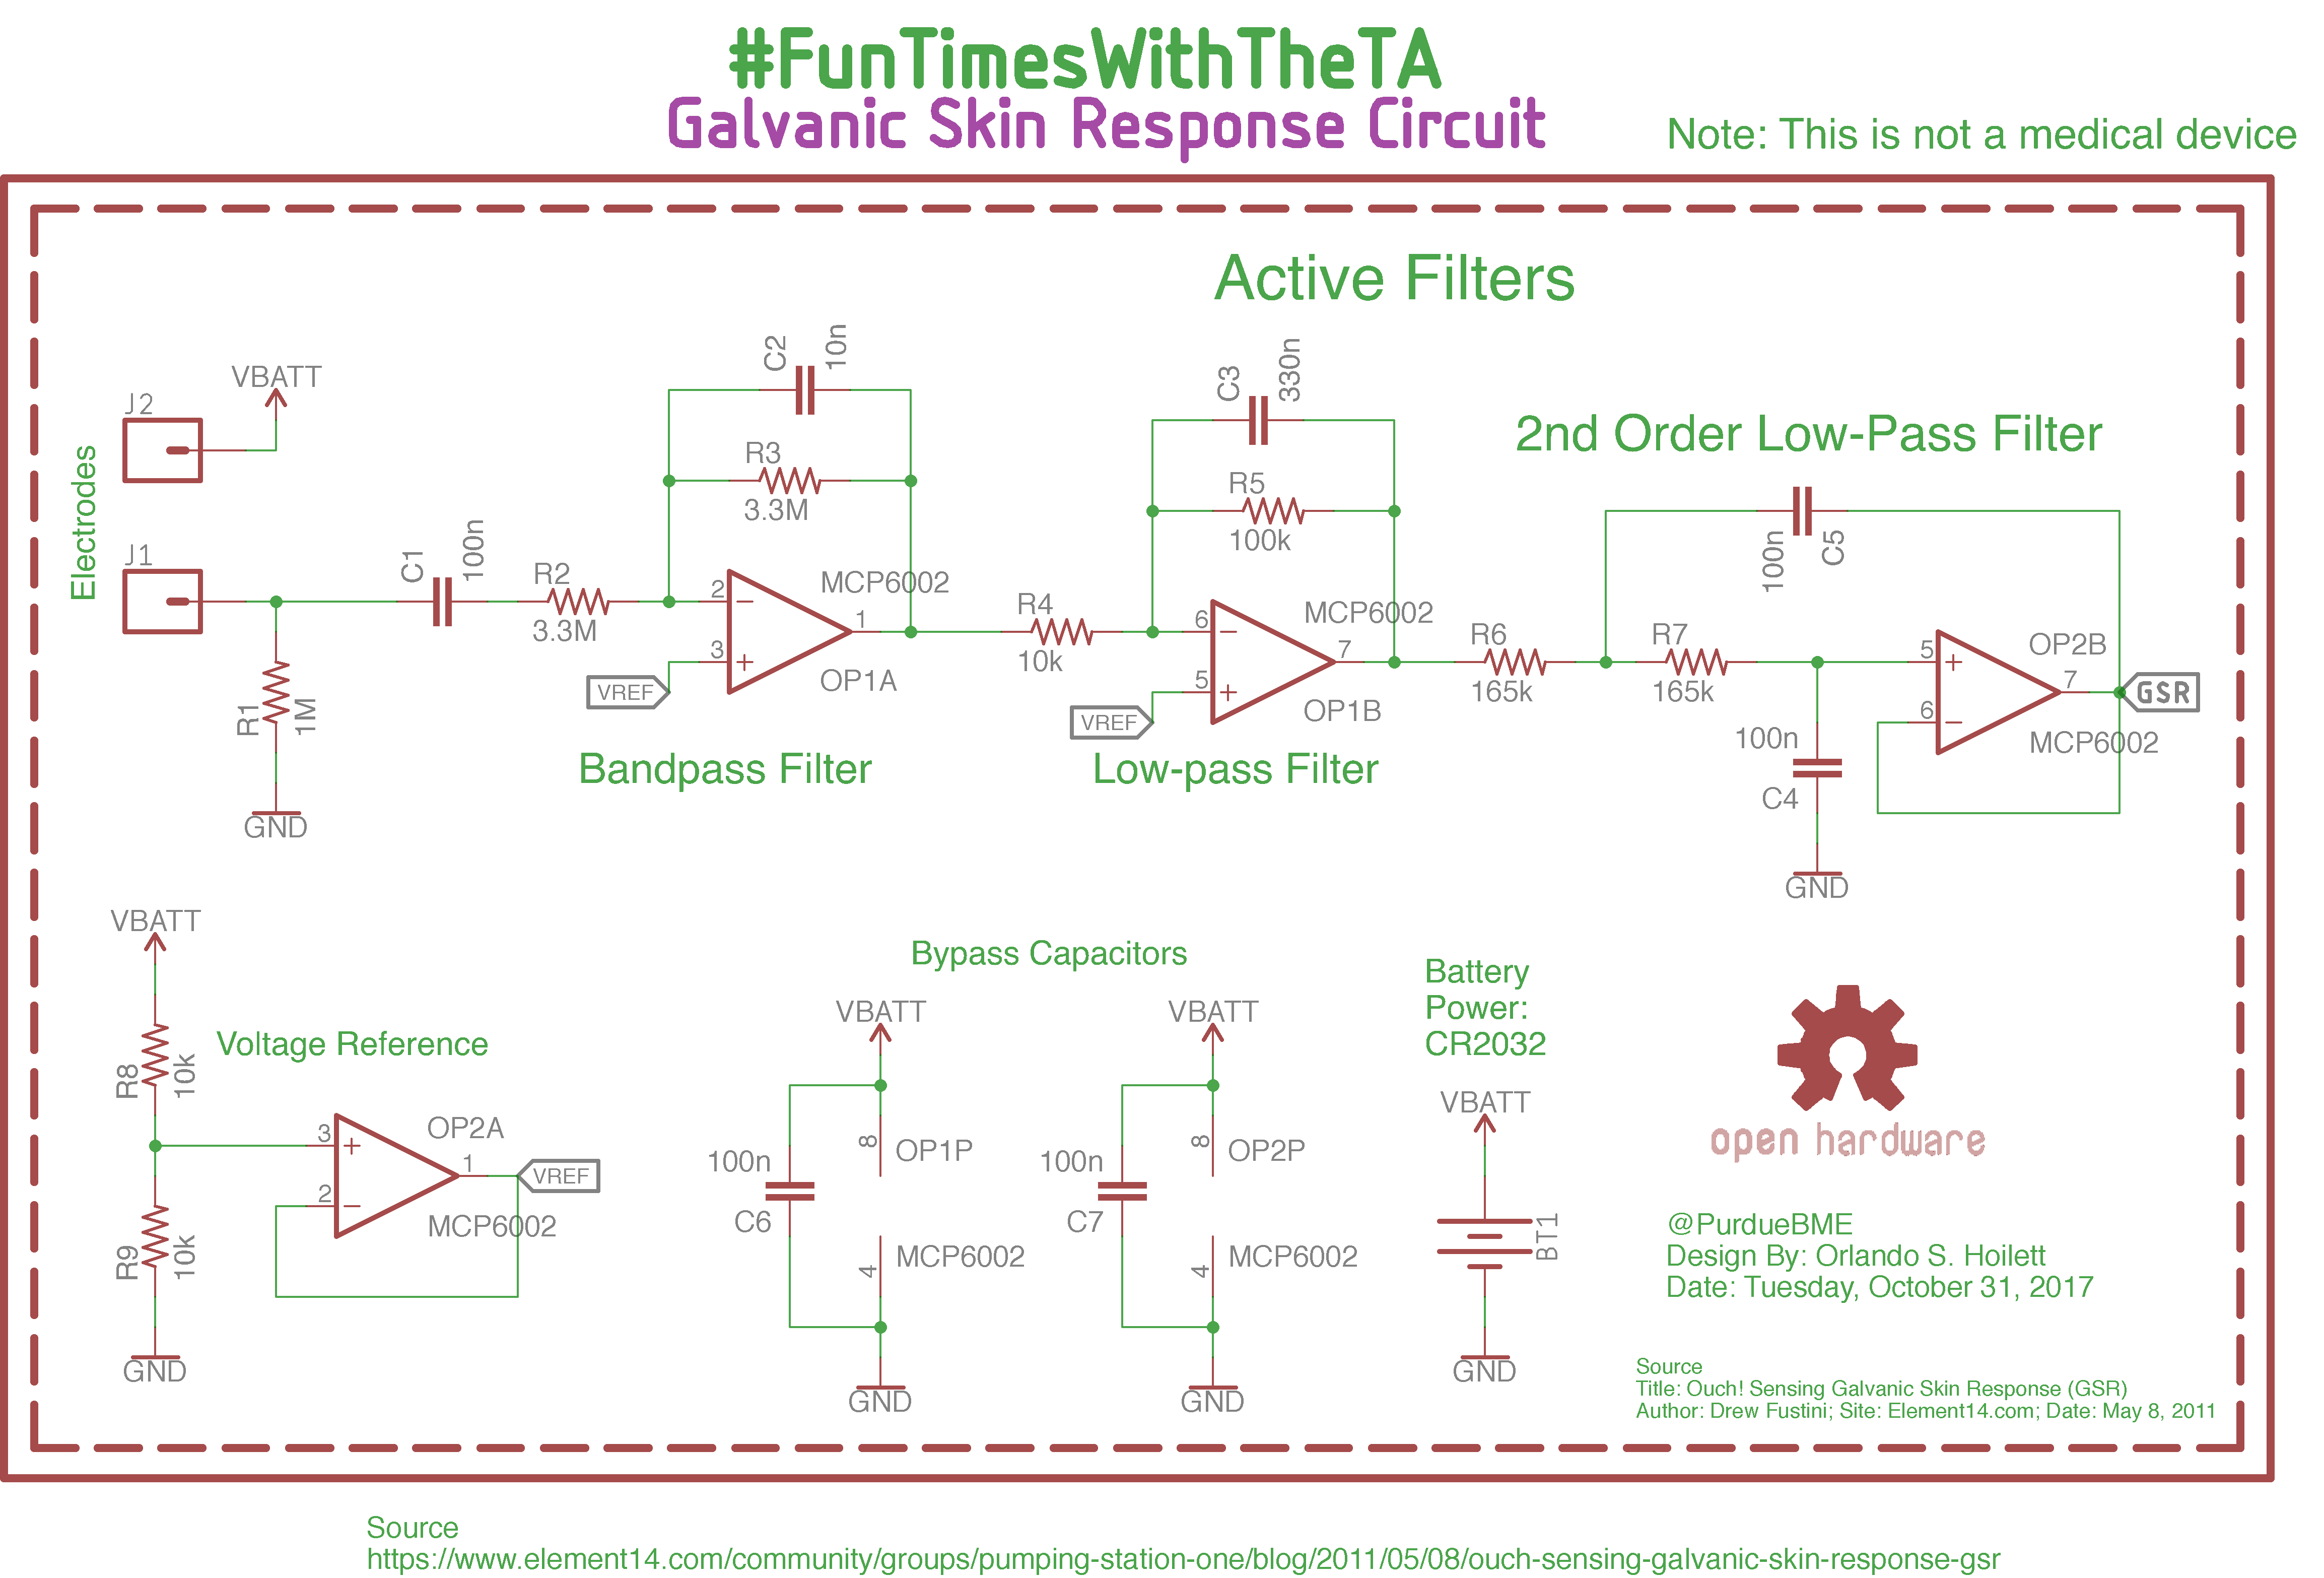 #FunTimesWithTheTA
Galvanic Skin Response Circuit
Note: This is not a medical device
Active Filters
Electrodes
J2
VBATT
J1
R1
1M
GND
C1
100n
R2
3.3M
C2
10n
R3
3.3M
2
3
1
MCP6002
OP1A
VREF
Bandpass Filter
R4
10k
C3
330n
R5
100k
6
5
7
MCP6002
OP1B
VREF
Low-pass Filter
2nd Order Low-Pass Filter
R6
165k
R7
165k
100n
C5
100n
C4
GND
5
6
7
OP2B
MCP6002
GSR
VBATT
R8
10k
R9
10k
GND
Voltage Reference
3
2
1
OP2A
MCP6002
VREF
Bypass Capacitors
VBATT
100n
C6
8
OP1P
4
MCP6002
GND
VBATT
100n
C7
8
OP2P
4
MCP6002
GND
Battery
Power:
CR2032
VBATT
BT1
GND
open hardware
@PurdueBME
Design By: Orlando S. Hoilett
Date: Tuesday, October 31, 2017
Source
Title: Ouch! Sensing Galvanic Skin Response (GSR)
Author: Drew Fustini; Site: Element14.com; Date: May 8, 2011
Source
https://www.element14.com/community/groups/pumping-station-one/blog/2011/05/08/ouch-sensing-galvanic-skin-response-gsr